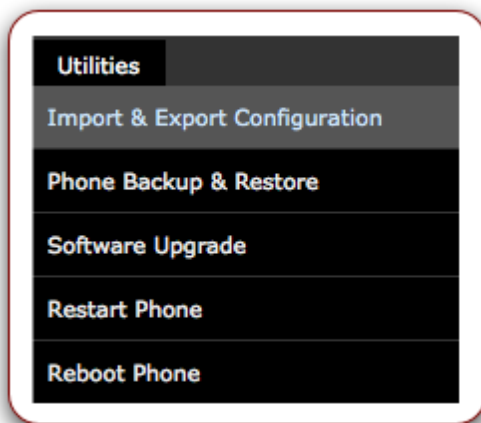 Utilities
Import & Export Configuration
Phone Backup & Restore
Software Upgrade
Restart Phone
Reboot Phone